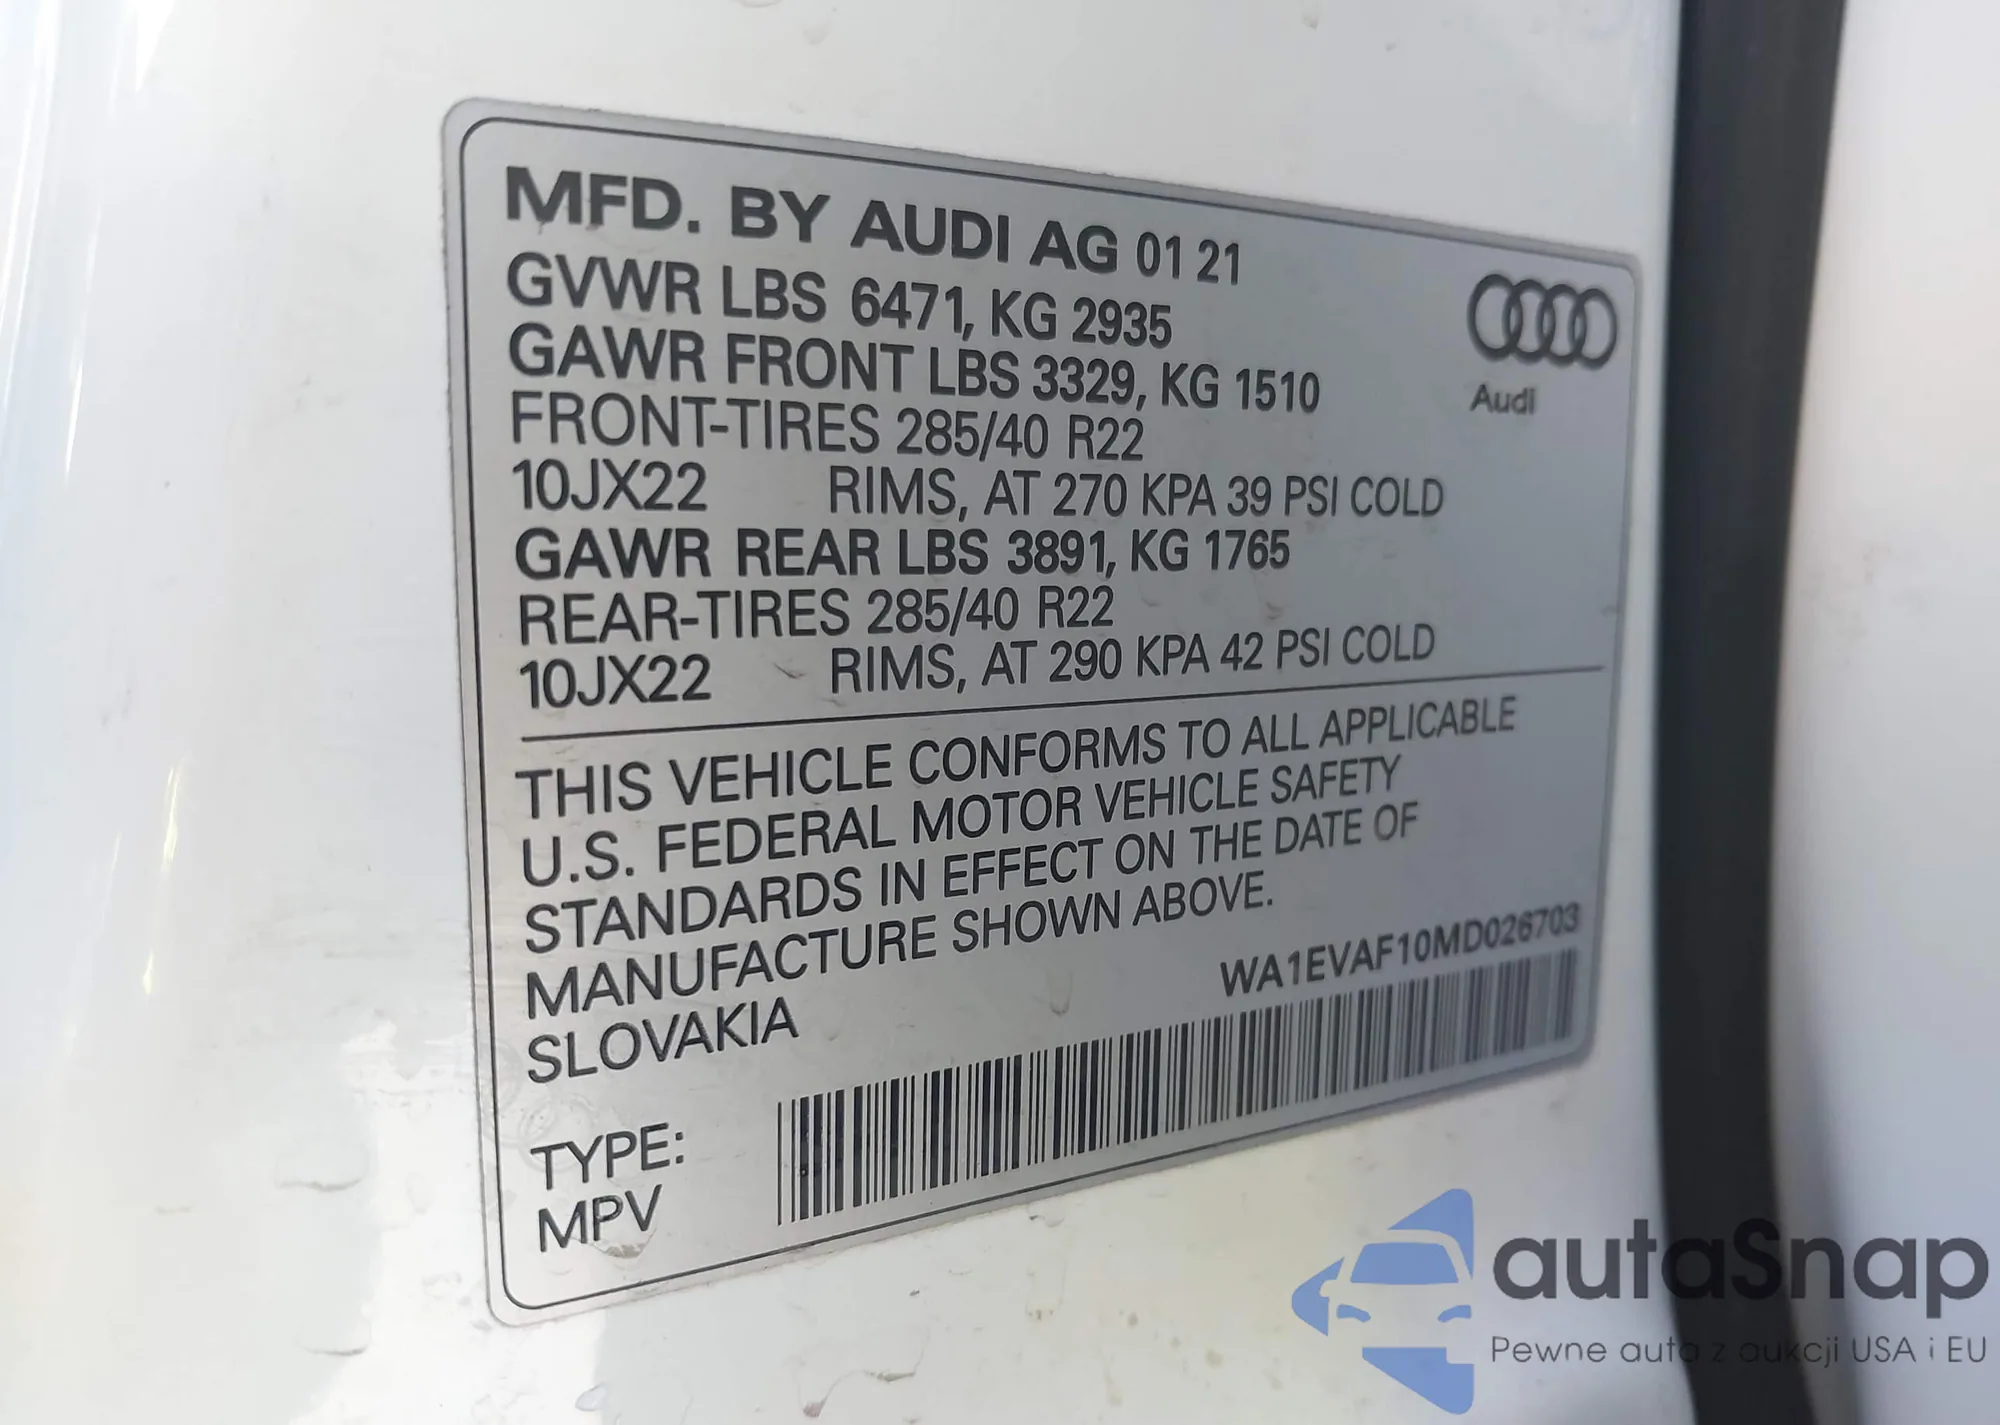 MFD. BY AUDI AG 01 21
GVWR LBS 6471, KG 2935
GAWR FRONT LBS 3329, KG 1510
FRONT-TIRES 285/40 R22
10JX22 RIMS, AT 270 KPA 39 PSI COLD
GAWR REAR LBS 3891, KG 1765
REAR-TIRES 285/40 R22
10JX22 RIMS, AT 290 KPA 42 PSI COLD
Audi
THIS VEHICLE CONFORMS TO ALL APPLICABLE
U.S. FEDERAL MOTOR VEHICLE SAFETY
STANDARDS IN EFFECT ON THE DATE OF
MANUFACTURE SHOWN ABOVE.
SLOVAKIA
WA1EVAF10MD026703
TYPE:
MPV
autaSnap
Pewne auta z aukcji USA i EU